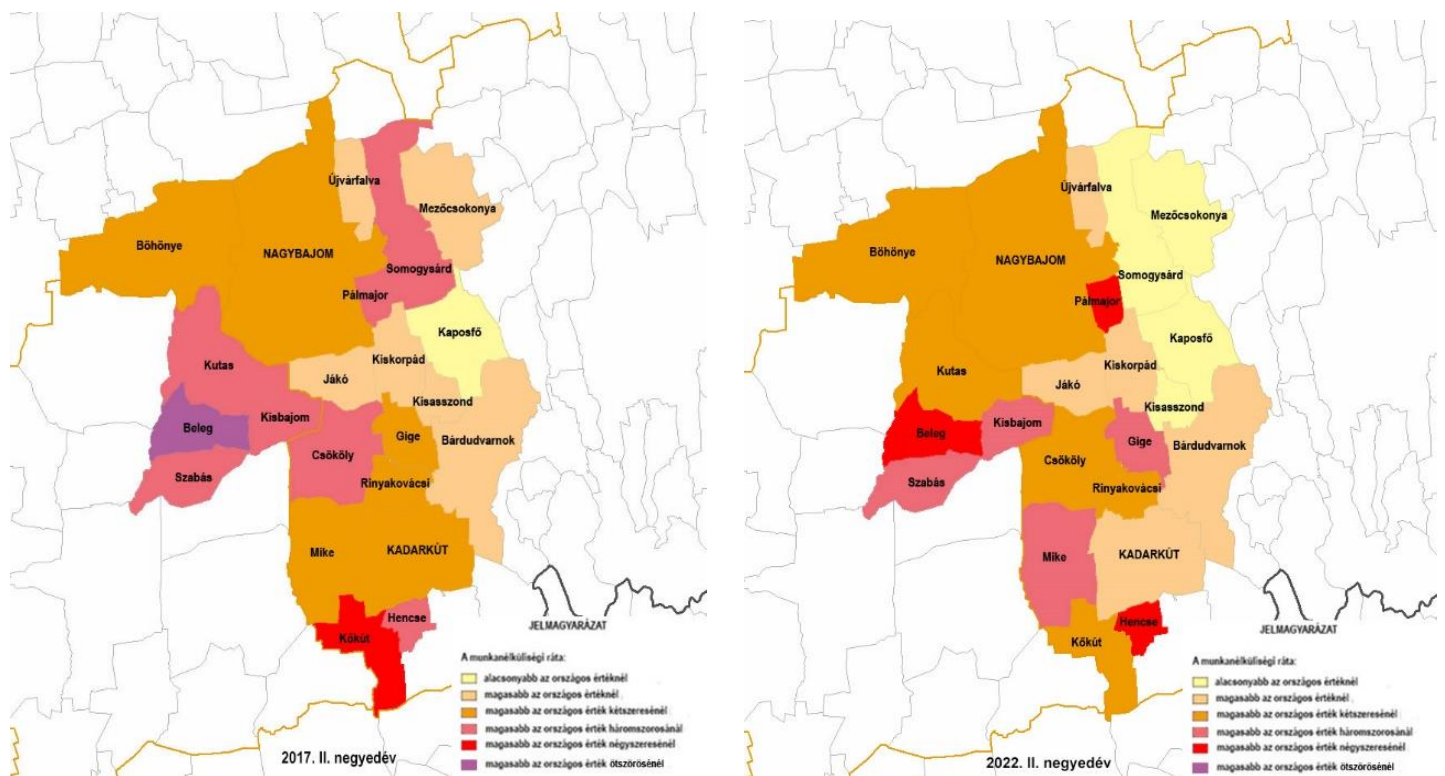 Újvárfalva
Mezőcsokonya
Böhönye
NAGYBAJOM
Somogysárd
Pálmajor
Kaposfő
Kiskorpád
Kutas
Jákó
Kisasszond
Kisbajom
Beleg
Gige
Bárdudvarnok
Csököly
Szabás
Rinyakovácsi
Mike
KADARKÚT
Hencse
Kőkút
JELMAGYARÁZAT
A munkanélküliségi ráta:
alacsonyabb az országos értéknél
magasabb az országos értéknél
magasabb az országos érték kétszeresénél
magasabb az országos érték háromszorosánál
magasabb az országos érték négyszeresénél
magasabb az országos érték ötszörösénél
2017. II. negyedév
Újvárfalva
Mezőcsokonya
Böhönye
NAGYBAJOM
Somogysárd
Pálmajor
Kaposfő
Kiskorpád
Kutas
Jákó
Kisasszond
Kisbajom
Beleg
Gige
Bárdudvarnok
Csököly
Szabás
Rinyakovácsi
Mike
KADARKÚT
Hencse
Kőkút
JELMAGYARÁZAT
A munkanélküliségi ráta:
alacsonyabb az országos értéknél
magasabb az országos értéknél
magasabb az országos érték kétszeresénél
magasabb az országos érték háromszorosánál
magasabb az országos érték négyszeresénél
magasabb az országos érték ötszörösénél
2022. II. negyedév